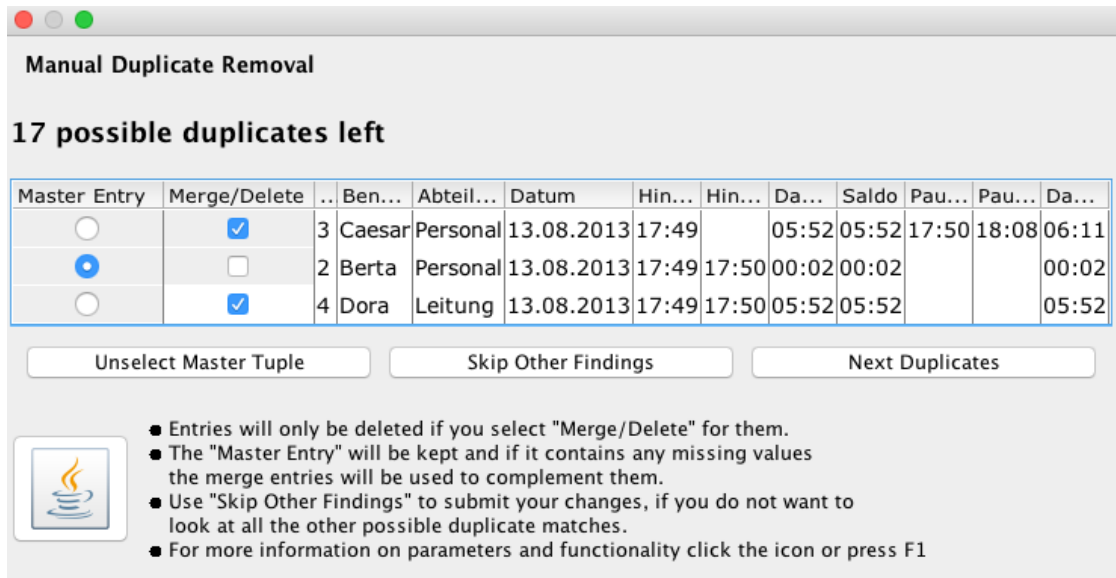 Manual Duplicate Removal
17 possible duplicates left
Master Entry Merge/Delete .. Ben... Abteil... Datum Hin... Hin... Da... Saldo Pau... Pau... Da...
3 Caesar Personal 13.08.2013 17:49 05:52 05:52 17:50 18:08 06:11
2 Berta Personal 13.08.2013 17:49 17:50 00:02 00:02 00:02
4 Dora Leitung 13.08.2013 17:49 17:50 05:52 05:52 05:52
Unselect Master Tuple Skip Other Findings Next Duplicates
● Entries will only be deleted if you select "Merge/Delete" for them.
● The "Master Entry" will be kept and if it contains any missing values
the merge entries will be used to complement them.
● Use "Skip Other Findings" to submit your changes, if you do not want to
look at all the other possible duplicate matches.
● For more information on parameters and functionality click the icon or press F1